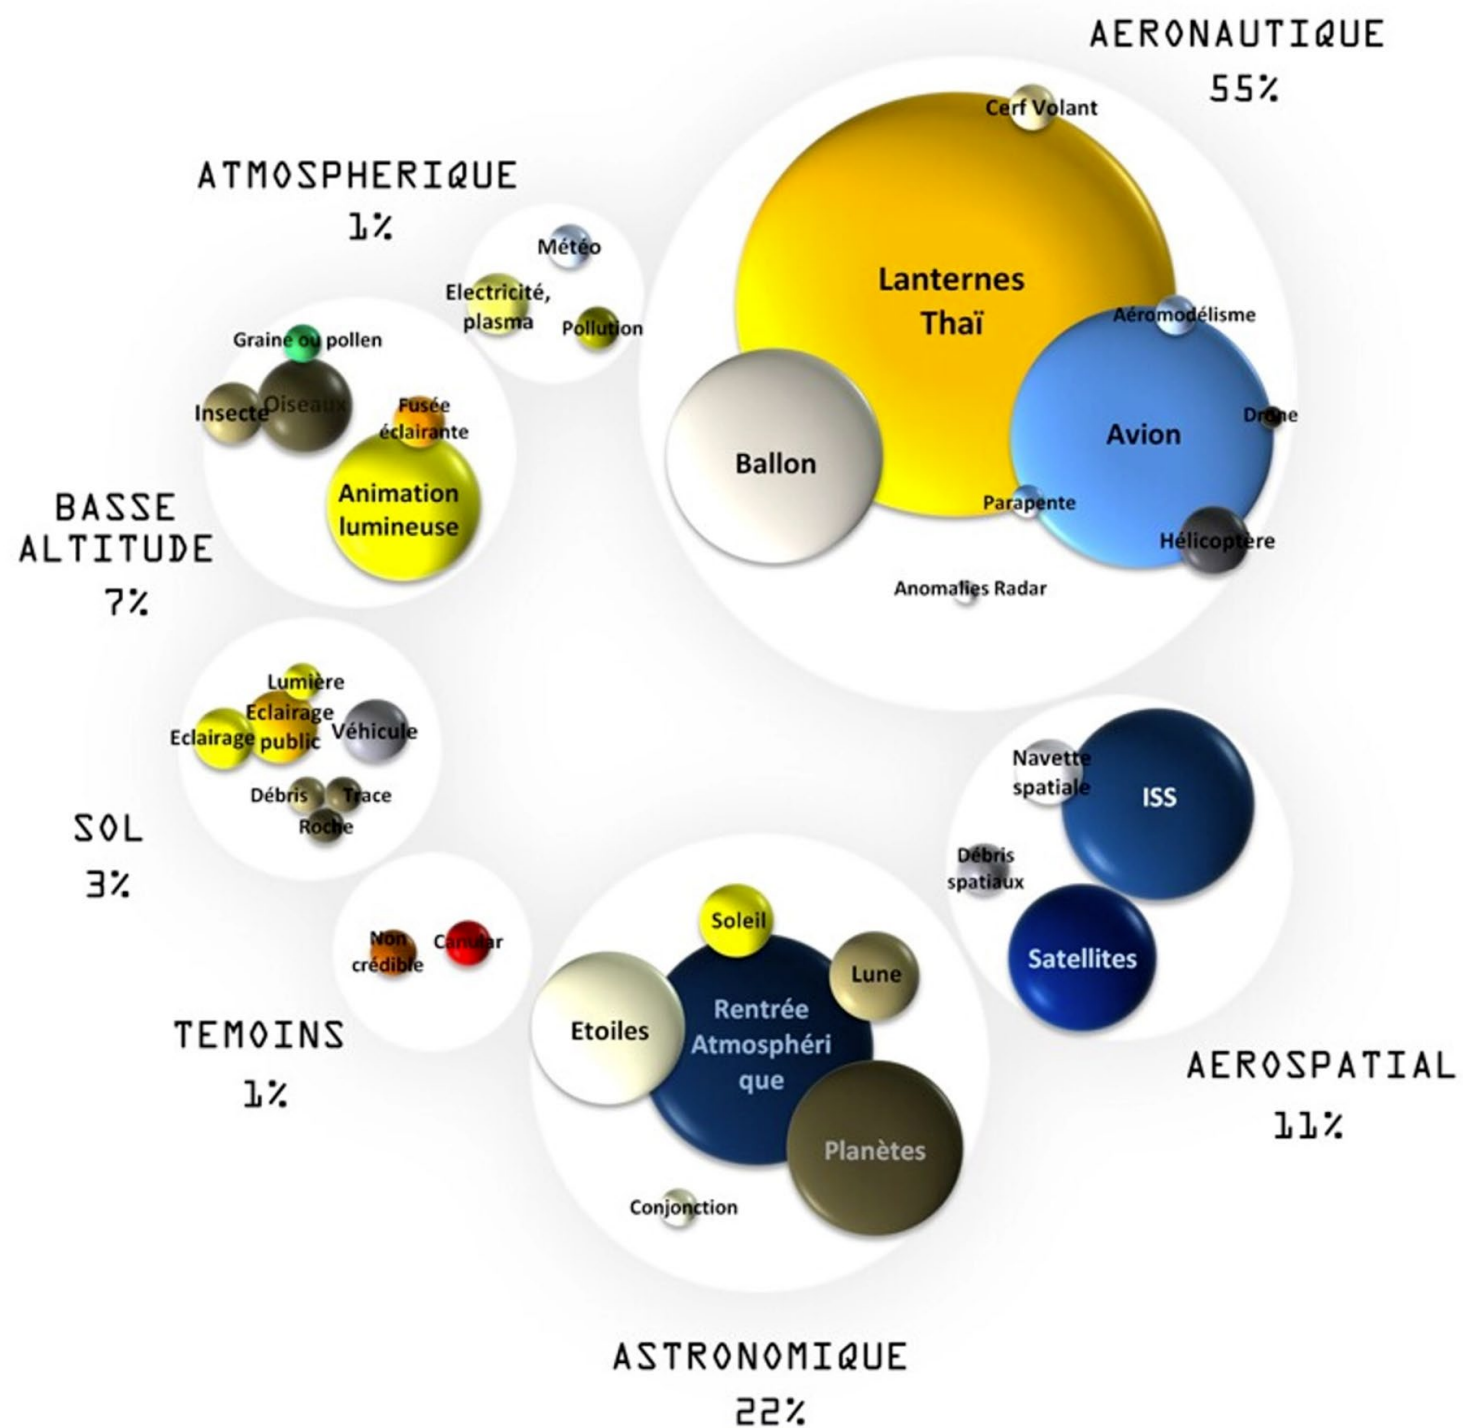 AERONAUTIQUE
55%
Cerf Volant
Lanternes
Thaï
Aéromodélisme
Drone
Avion
Ballon
Parapente
Hélicoptère
Anomalies Radar
ATMOSPHERIQUE
1%
Météo
Electricité,
plasma
Pollution
Graine ou pollen
Insecte
Oiseaux
Fusée
éclairante
Animation
lumineuse
BASSE
ALTITUDE
7%
Lumière
Eclairage
public
Eclairage
Véhicule
Débris
Trace
Roche
SOL
3%
Non
crédible
Canular
TEMOINS
1%
Navette
spatiale
ISS
Débris
spatiaux
Satellites
AEROSPATIAL
11%
Soleil
Lune
Etoiles
Rentrée
Atmosphéri
que
Planètes
Conjonction
ASTRONOMIQUE
22%